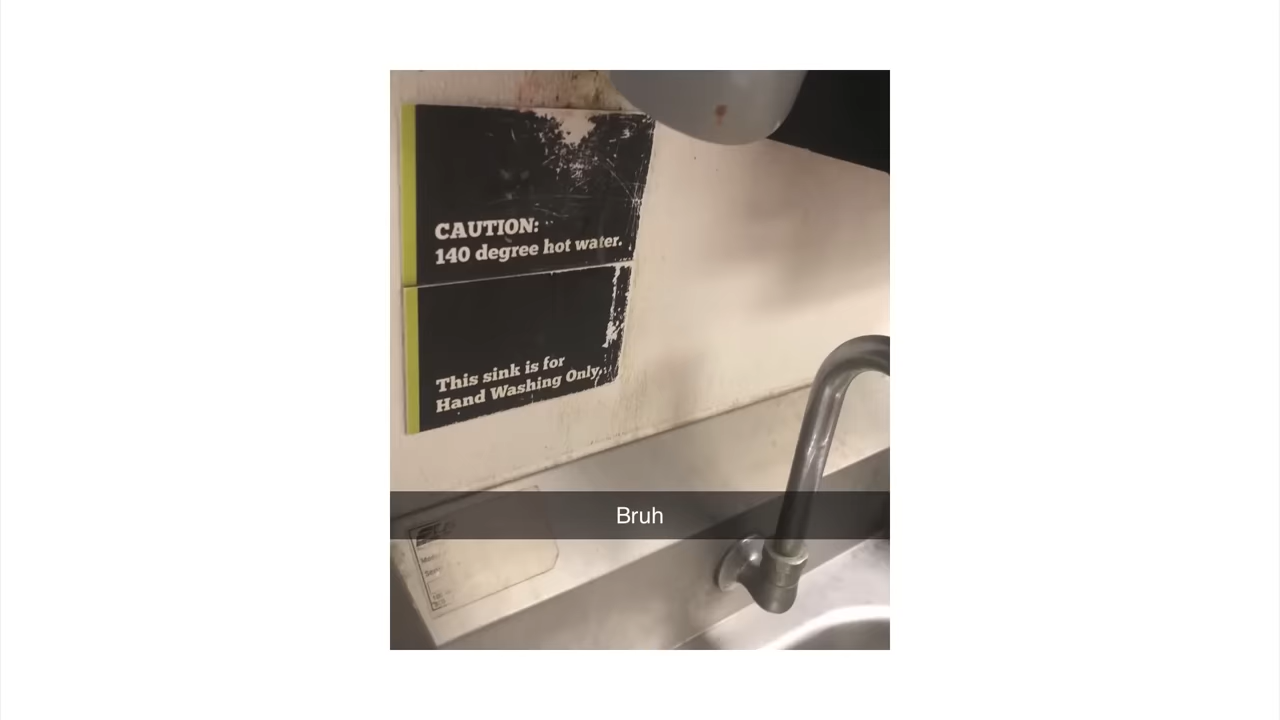 CAUTION:
140 degree hot water.
This sink is for
Hand Washing Only.
Bruh